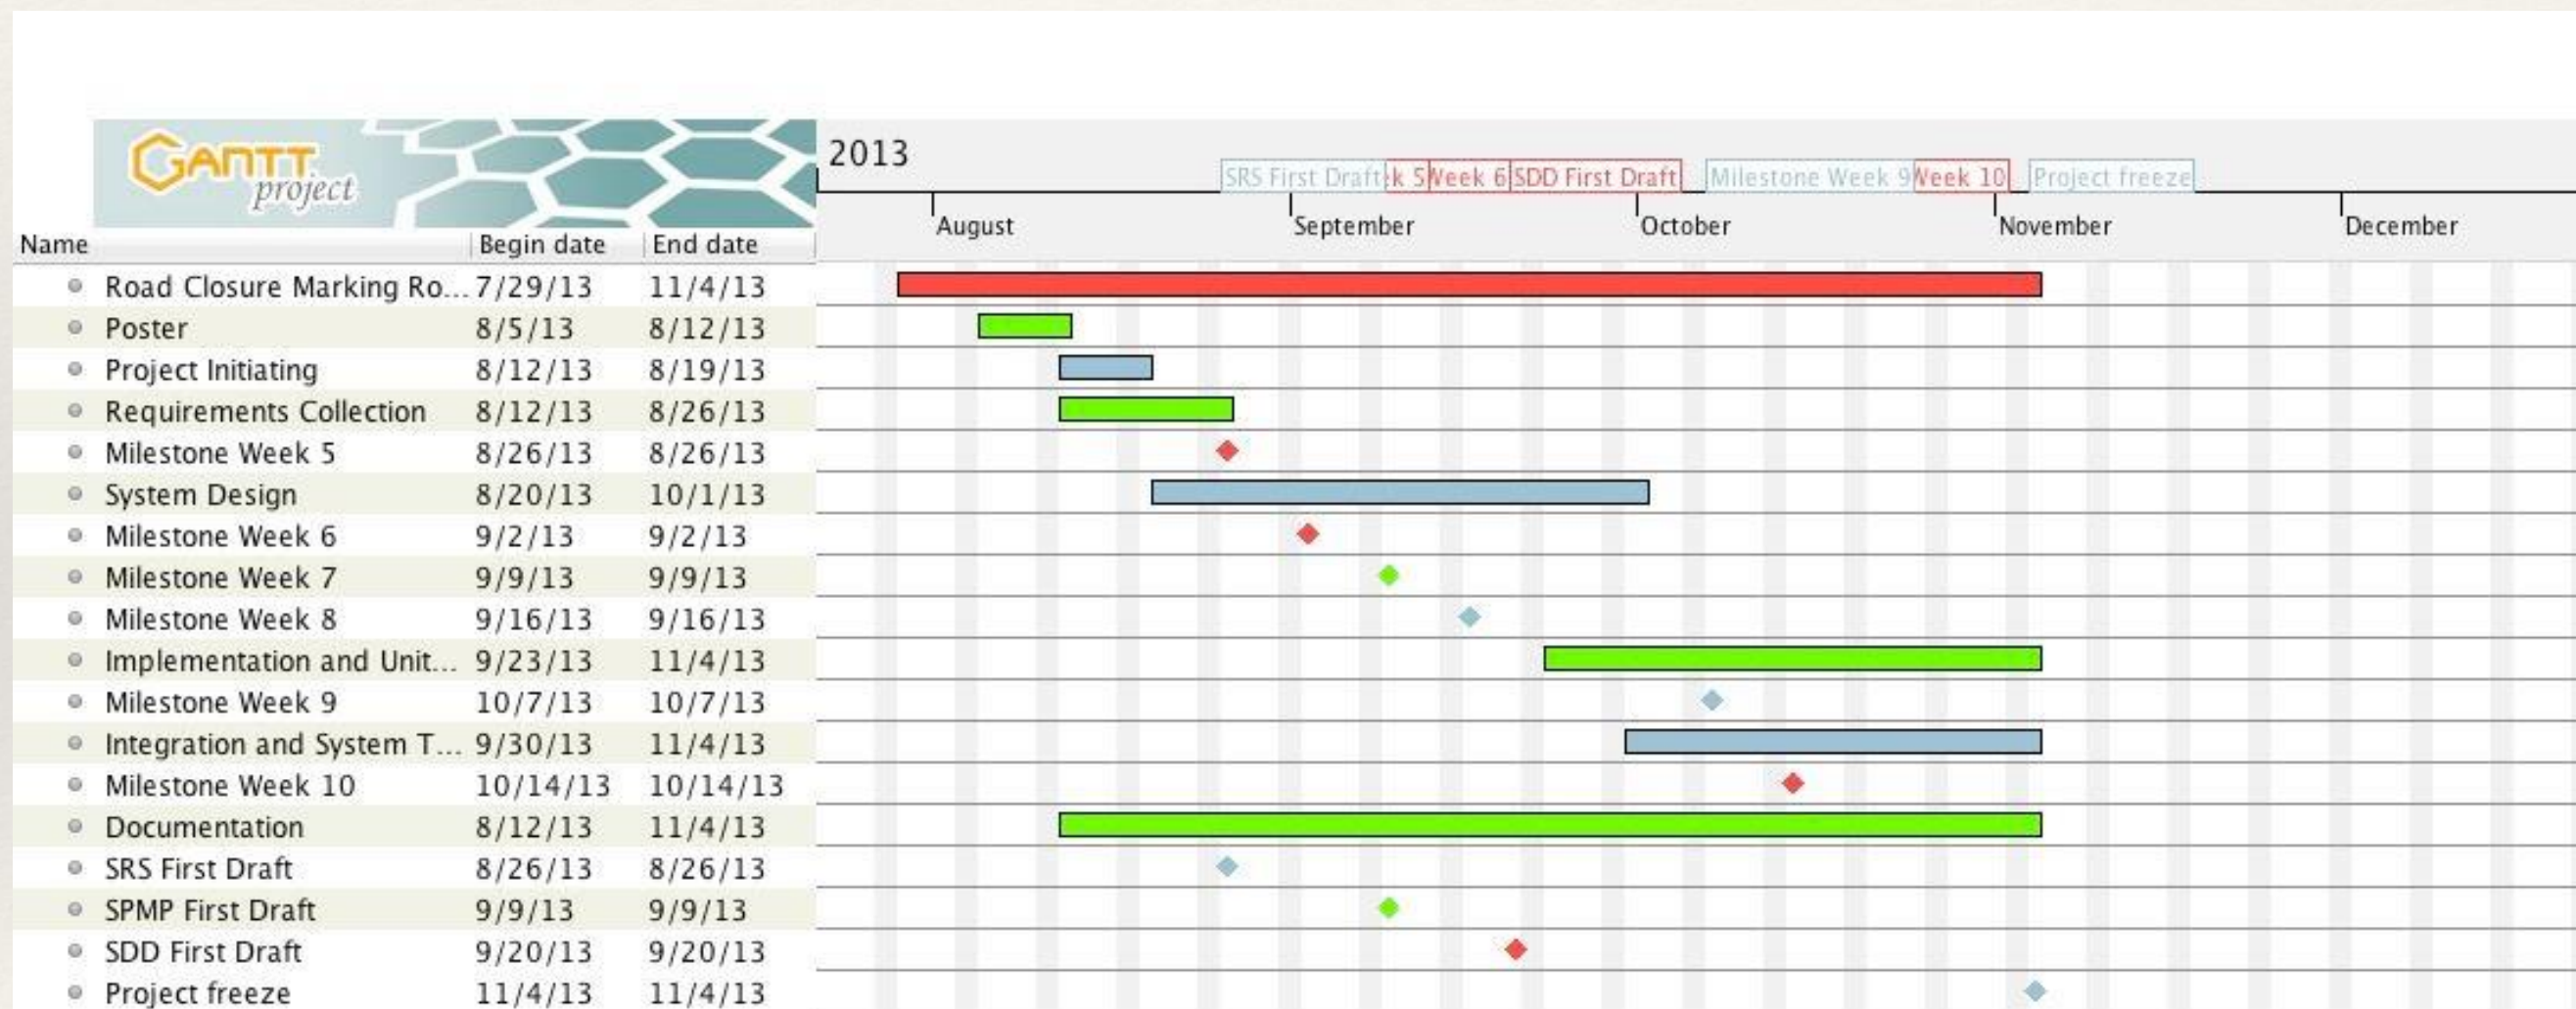 GANTT
project
2013
SRS First Draft k 5 Week 6 SDD First Draft Milestone Week 9 Week 10 Project freeze
August September October November December
Name Begin date End date
Road Closure Marking Ro... 7/29/13 11/4/13
Poster 8/5/13 8/12/13
Project Initiating 8/12/13 8/19/13
Requirements Collection 8/12/13 8/26/13
Milestone Week 5 8/26/13 8/26/13
System Design 8/20/13 10/1/13
Milestone Week 6 9/2/13 9/2/13
Milestone Week 7 9/9/13 9/9/13
Milestone Week 8 9/16/13 9/16/13
Implementation and Unit... 9/23/13 11/4/13
Milestone Week 9 10/7/13 10/7/13
Integration and System T... 9/30/13 11/4/13
Milestone Week 10 10/14/13 10/14/13
Documentation 8/12/13 11/4/13
SRS First Draft 8/26/13 8/26/13
SPMP First Draft 9/9/13 9/9/13
SDD First Draft 9/20/13 9/20/13
Project freeze 11/4/13 11/4/13